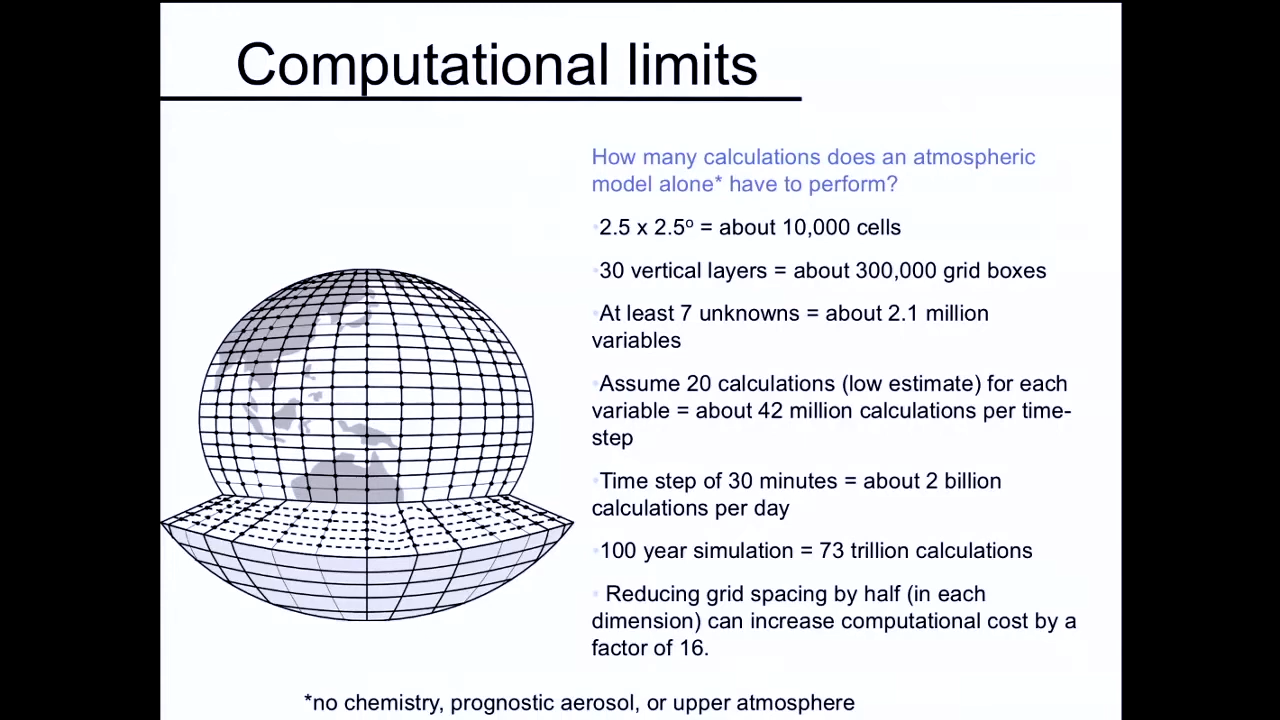 Computational limits
How many calculations does an atmospheric
model alone* have to perform?
•2.5 x 2.5º = about 10,000 cells
•30 vertical layers = about 300,000 grid boxes
•At least 7 unknowns = about 2.1 million
variables
•Assume 20 calculations (low estimate) for each
variable = about 42 million calculations per time-
step
•Time step of 30 minutes = about 2 billion
calculations per day
•100 year simulation = 73 trillion calculations
• Reducing grid spacing by half (in each
dimension) can increase computational cost by a
factor of 16.
*no chemistry, prognostic aerosol, or upper atmosphere